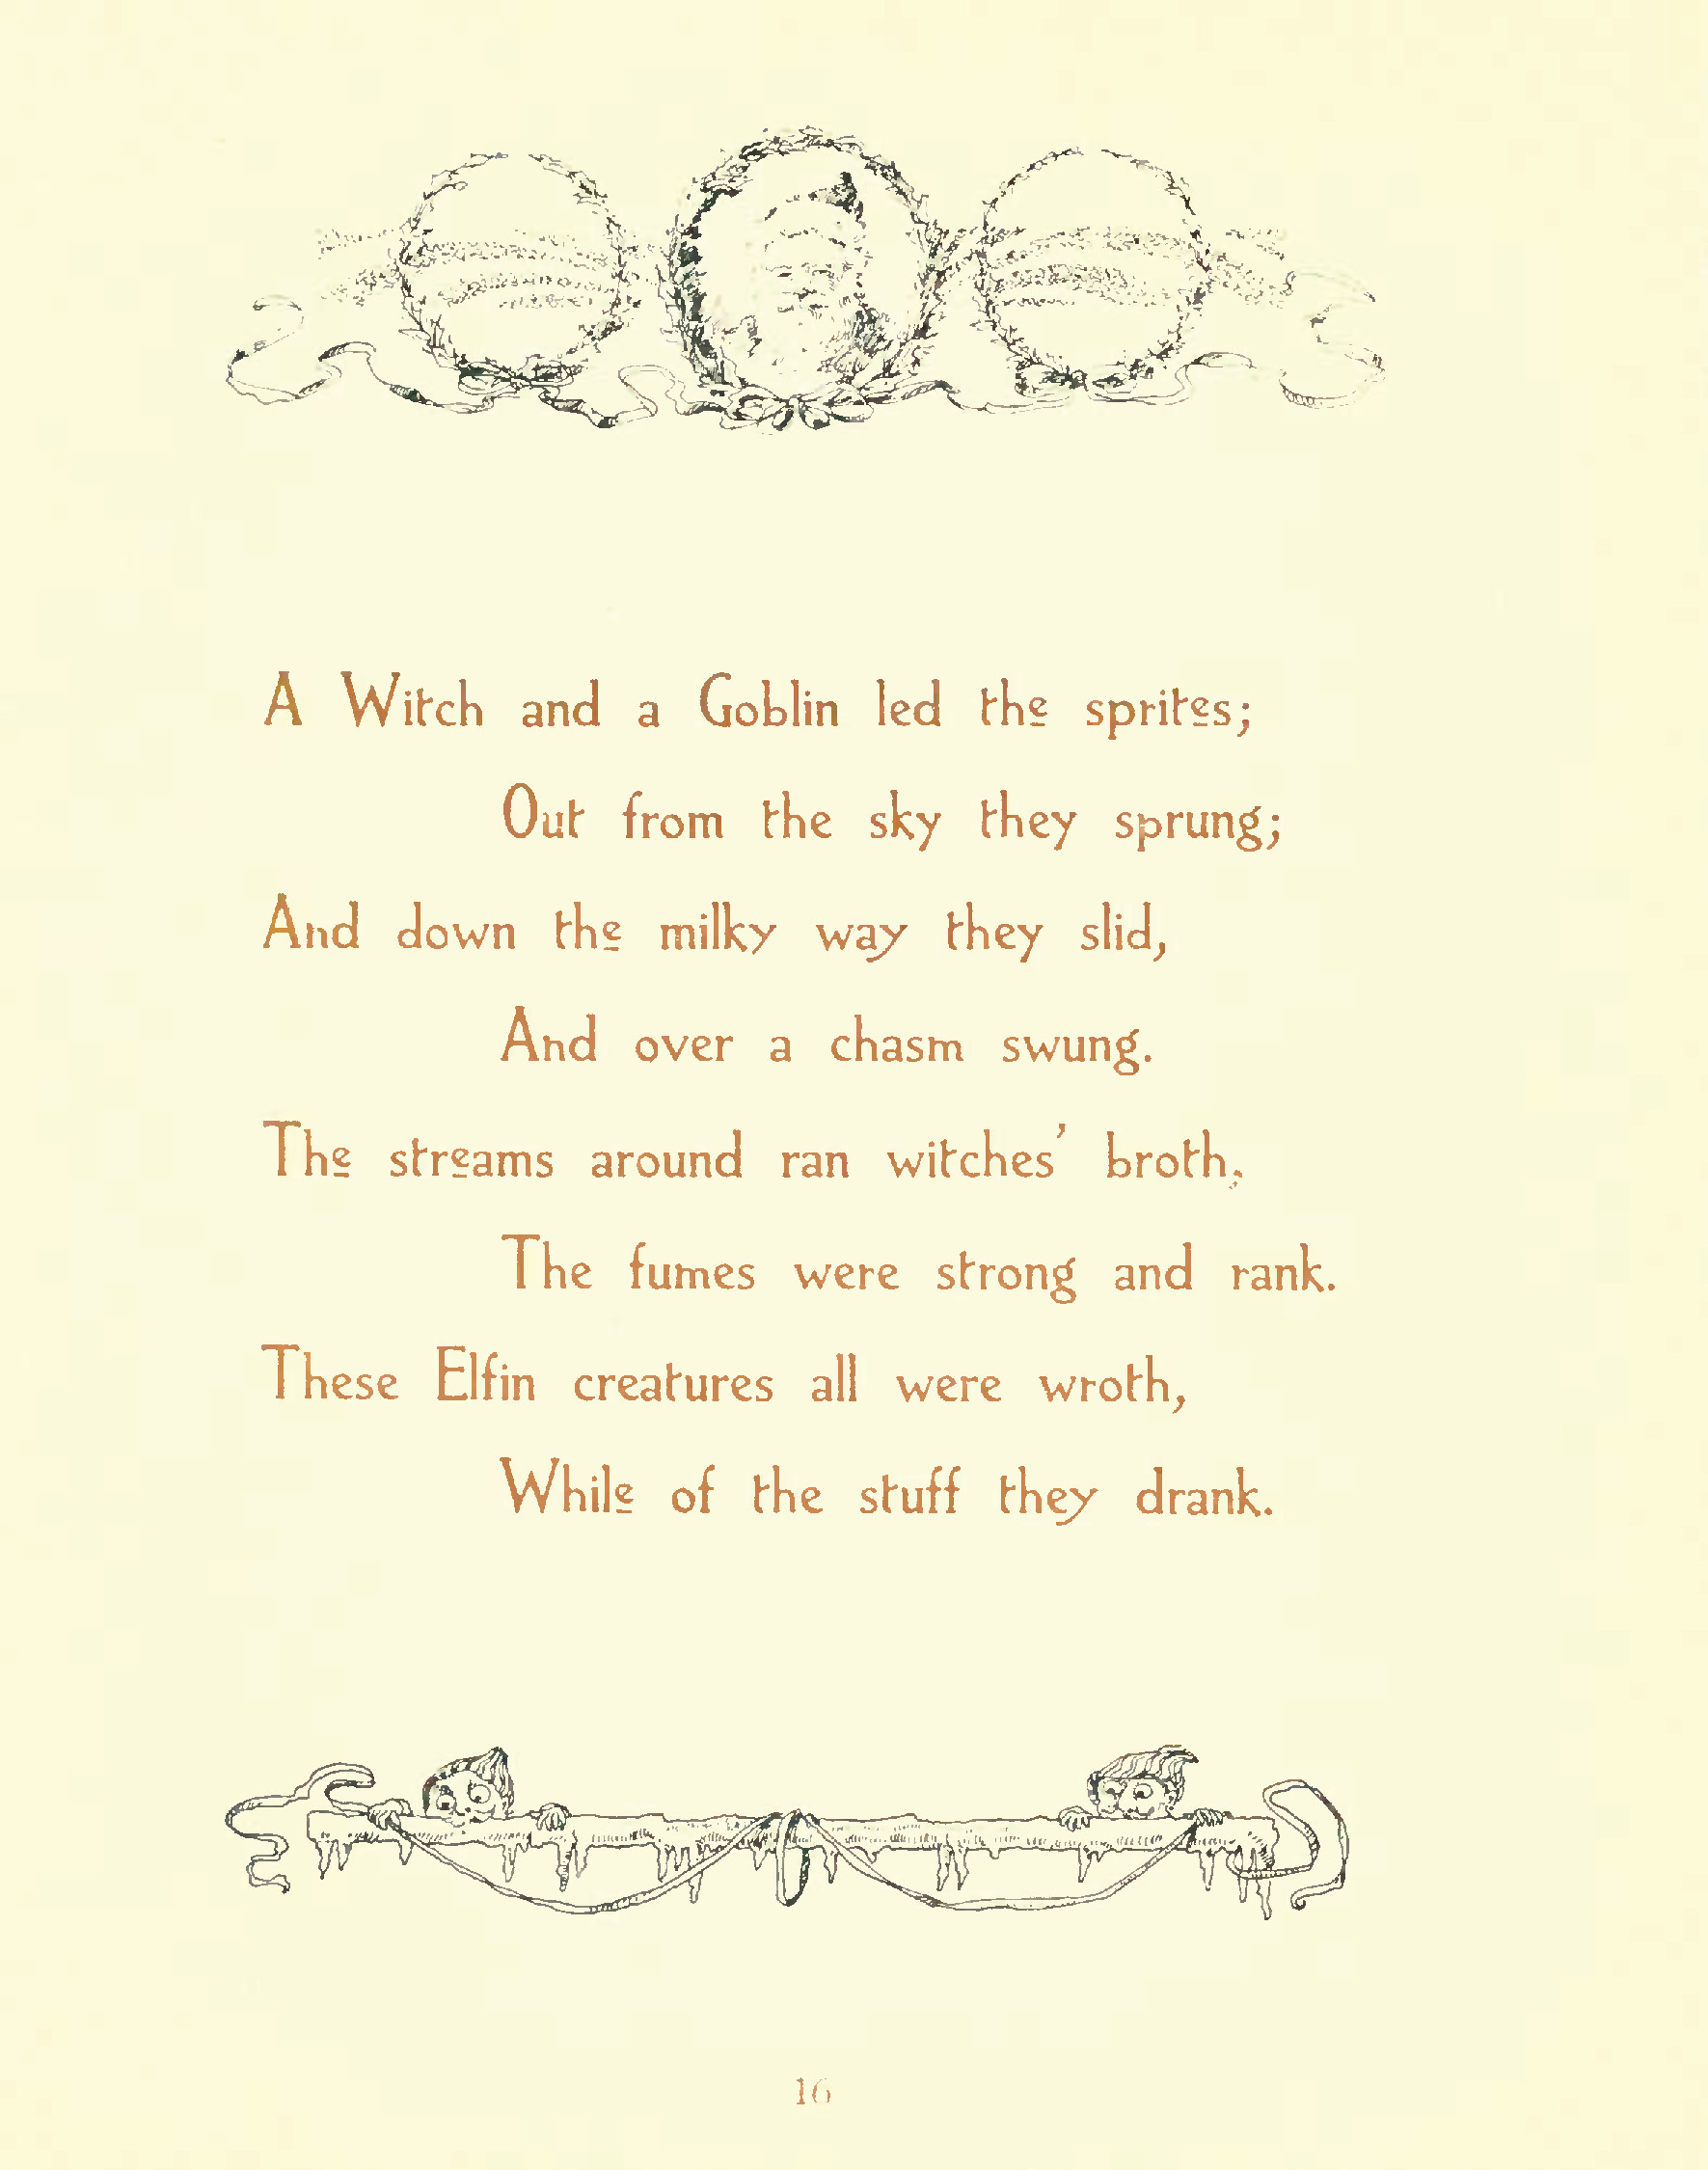 A Witch and a Goblin led the sprites;
Out from the sky they sprung;
And down the milky way they slid,
And over a chasm swung.
The streams around ran witches' broth,
The fumes were strong and rank.
These Elfin creatures all were wroth,
While of the stuff they drank.
16